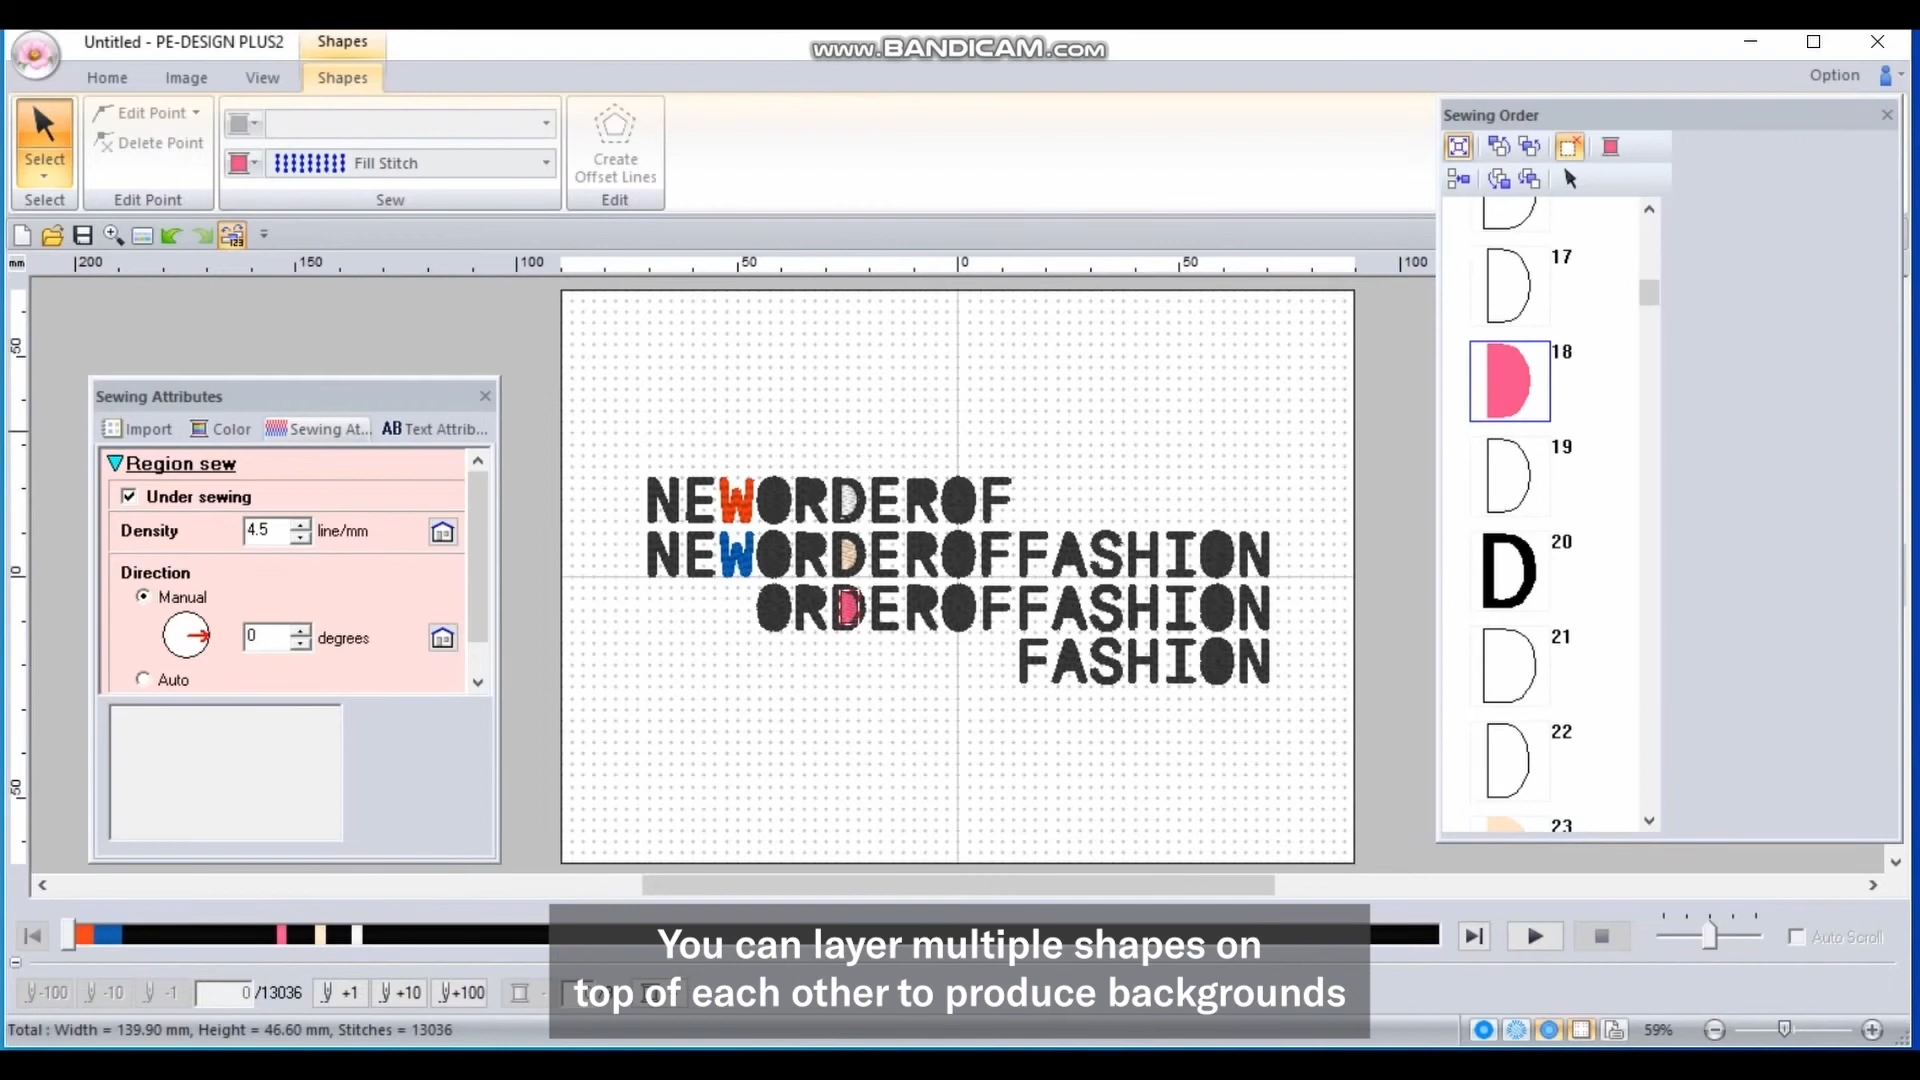 Untitled - PE-DESIGN PLUS2
Shapes
www.BANDICAM.com
Home
Image
View
Shapes
Option
Select
Select
Edit Point
Delete Point
Edit Point
Fill Stitch
Sew
Create
Offset Lines
Edit
Sewing Order
mm
200
150
100
50
0
50
100
50
0
50
17
18
19
20
21
22
23
D
Sewing Attributes
Import
Color
Sewing At...
AB Text Attrib...
Region sew
Under sewing
Density
4.5
line/mm
Direction
Manual
0
degrees
Auto
NEWORDEROF
NEWORDEROFFASHION
ORDEROFFASHION
FASHION
You can layer multiple shapes on
top of each other to produce backgrounds
Auto Scroll
-100
-10
-1
0
/13036
+1
+10
+100
Total : Width = 139.90 mm, Height = 46.60 mm, Stitches = 13036
59%